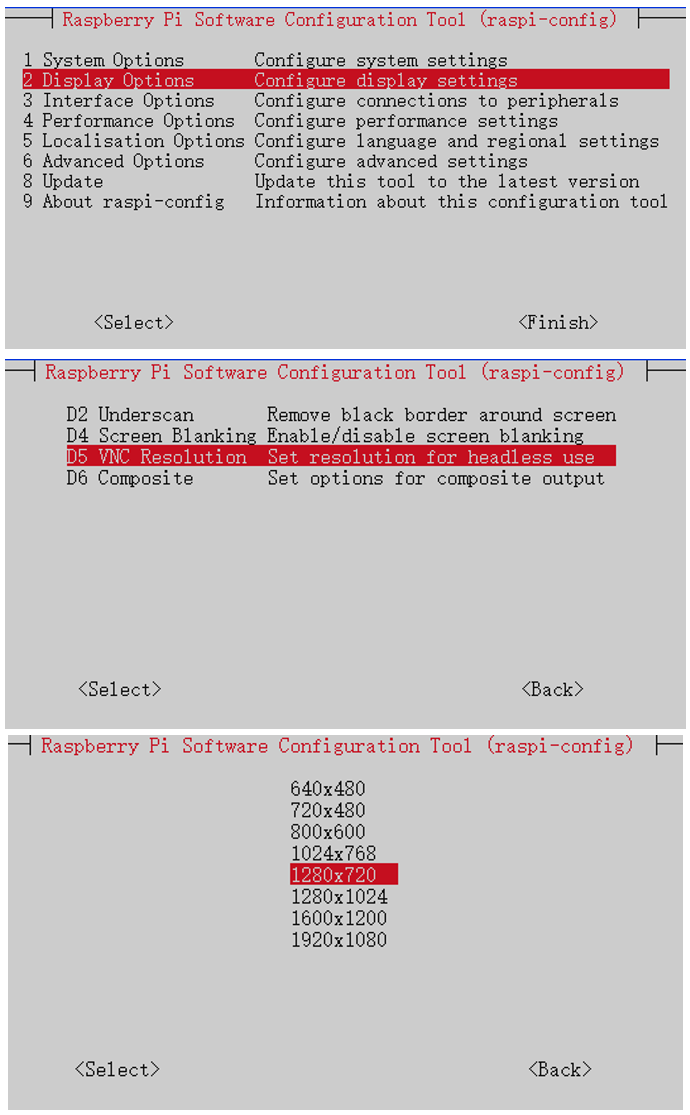 Raspberry Pi Software Configuration Tool (raspi-config)
1 System Options Configure system settings
2 Display Options Configure display settings
3 Interface Options Configure connections to peripherals
4 Performance Options Configure performance settings
5 Localisation Options Configure language and regional settings
6 Advanced Options Configure advanced settings
8 Update Update this tool to the latest version
9 About raspi-config Information about this configuration tool
<Select> <Finish>
Raspberry Pi Software Configuration Tool (raspi-config)
D2 Underscan Remove black border around screen
D4 Screen Blanking Enable/disable screen blanking
D5 VNC Resolution Set resolution for headless use
D6 Composite Set options for composite output
<Select> <Back>
Raspberry Pi Software Configuration Tool (raspi-config)
640x480
720x480
800x600
1024x768
1280x720
1280x1024
1600x1200
1920x1080
<Select> <Back>